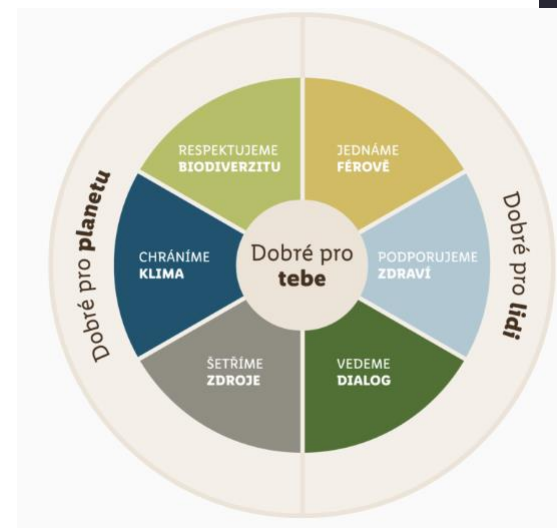 RESPEKTUJEME
BIODIVERZITU
JEDNÁME
FÉROVĚ
Dobré pro planetu
CHRÁNÍME
KLIMA
Dobré pro
tebe
PODPORUJEME
ZDRAVÍ
Dobré pro lidi
ŠETŘÍME
ZDROJE
VEDEME
DIALOG